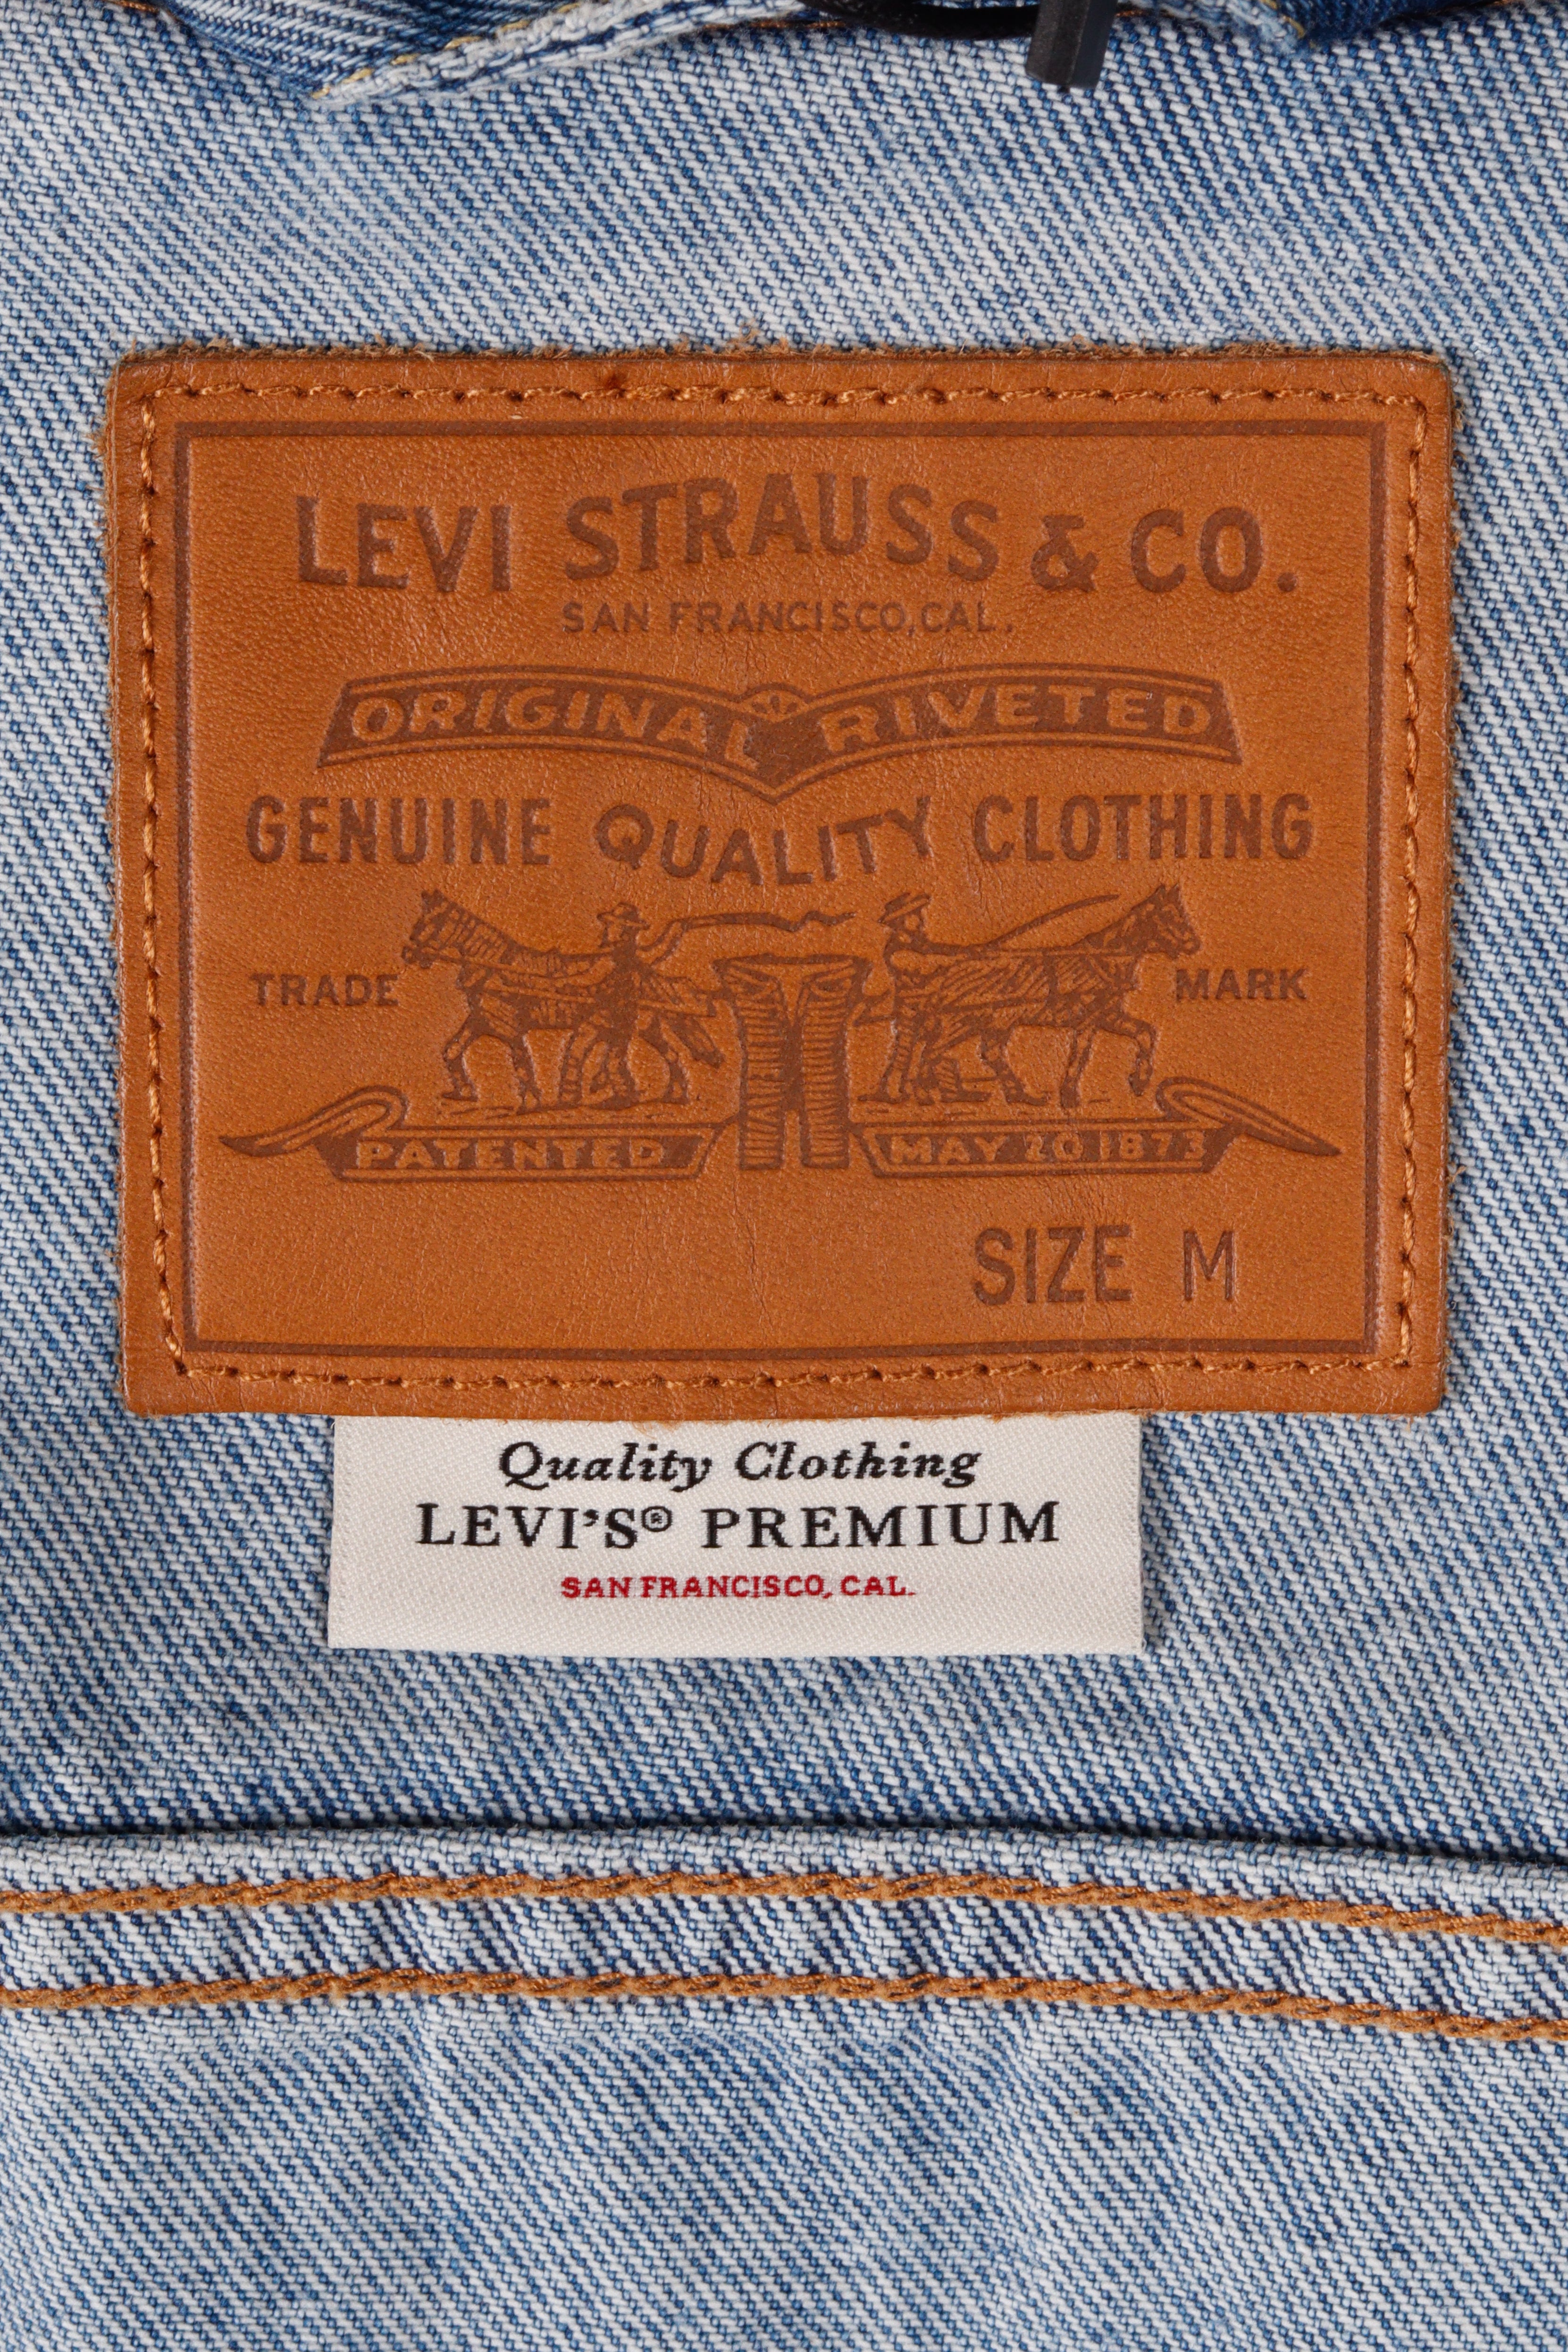 LEVI STRAUSS & CO.
SAN FRANCISCO, CAL.
ORIGINAL RIVETED
GENUINE QUALITY CLOTHING
TRADE MARK
PATENTED MAY 20 1873
SIZE M
Quality Clothing
LEVI'S® PREMIUM
SAN FRANCISCO, CAL.